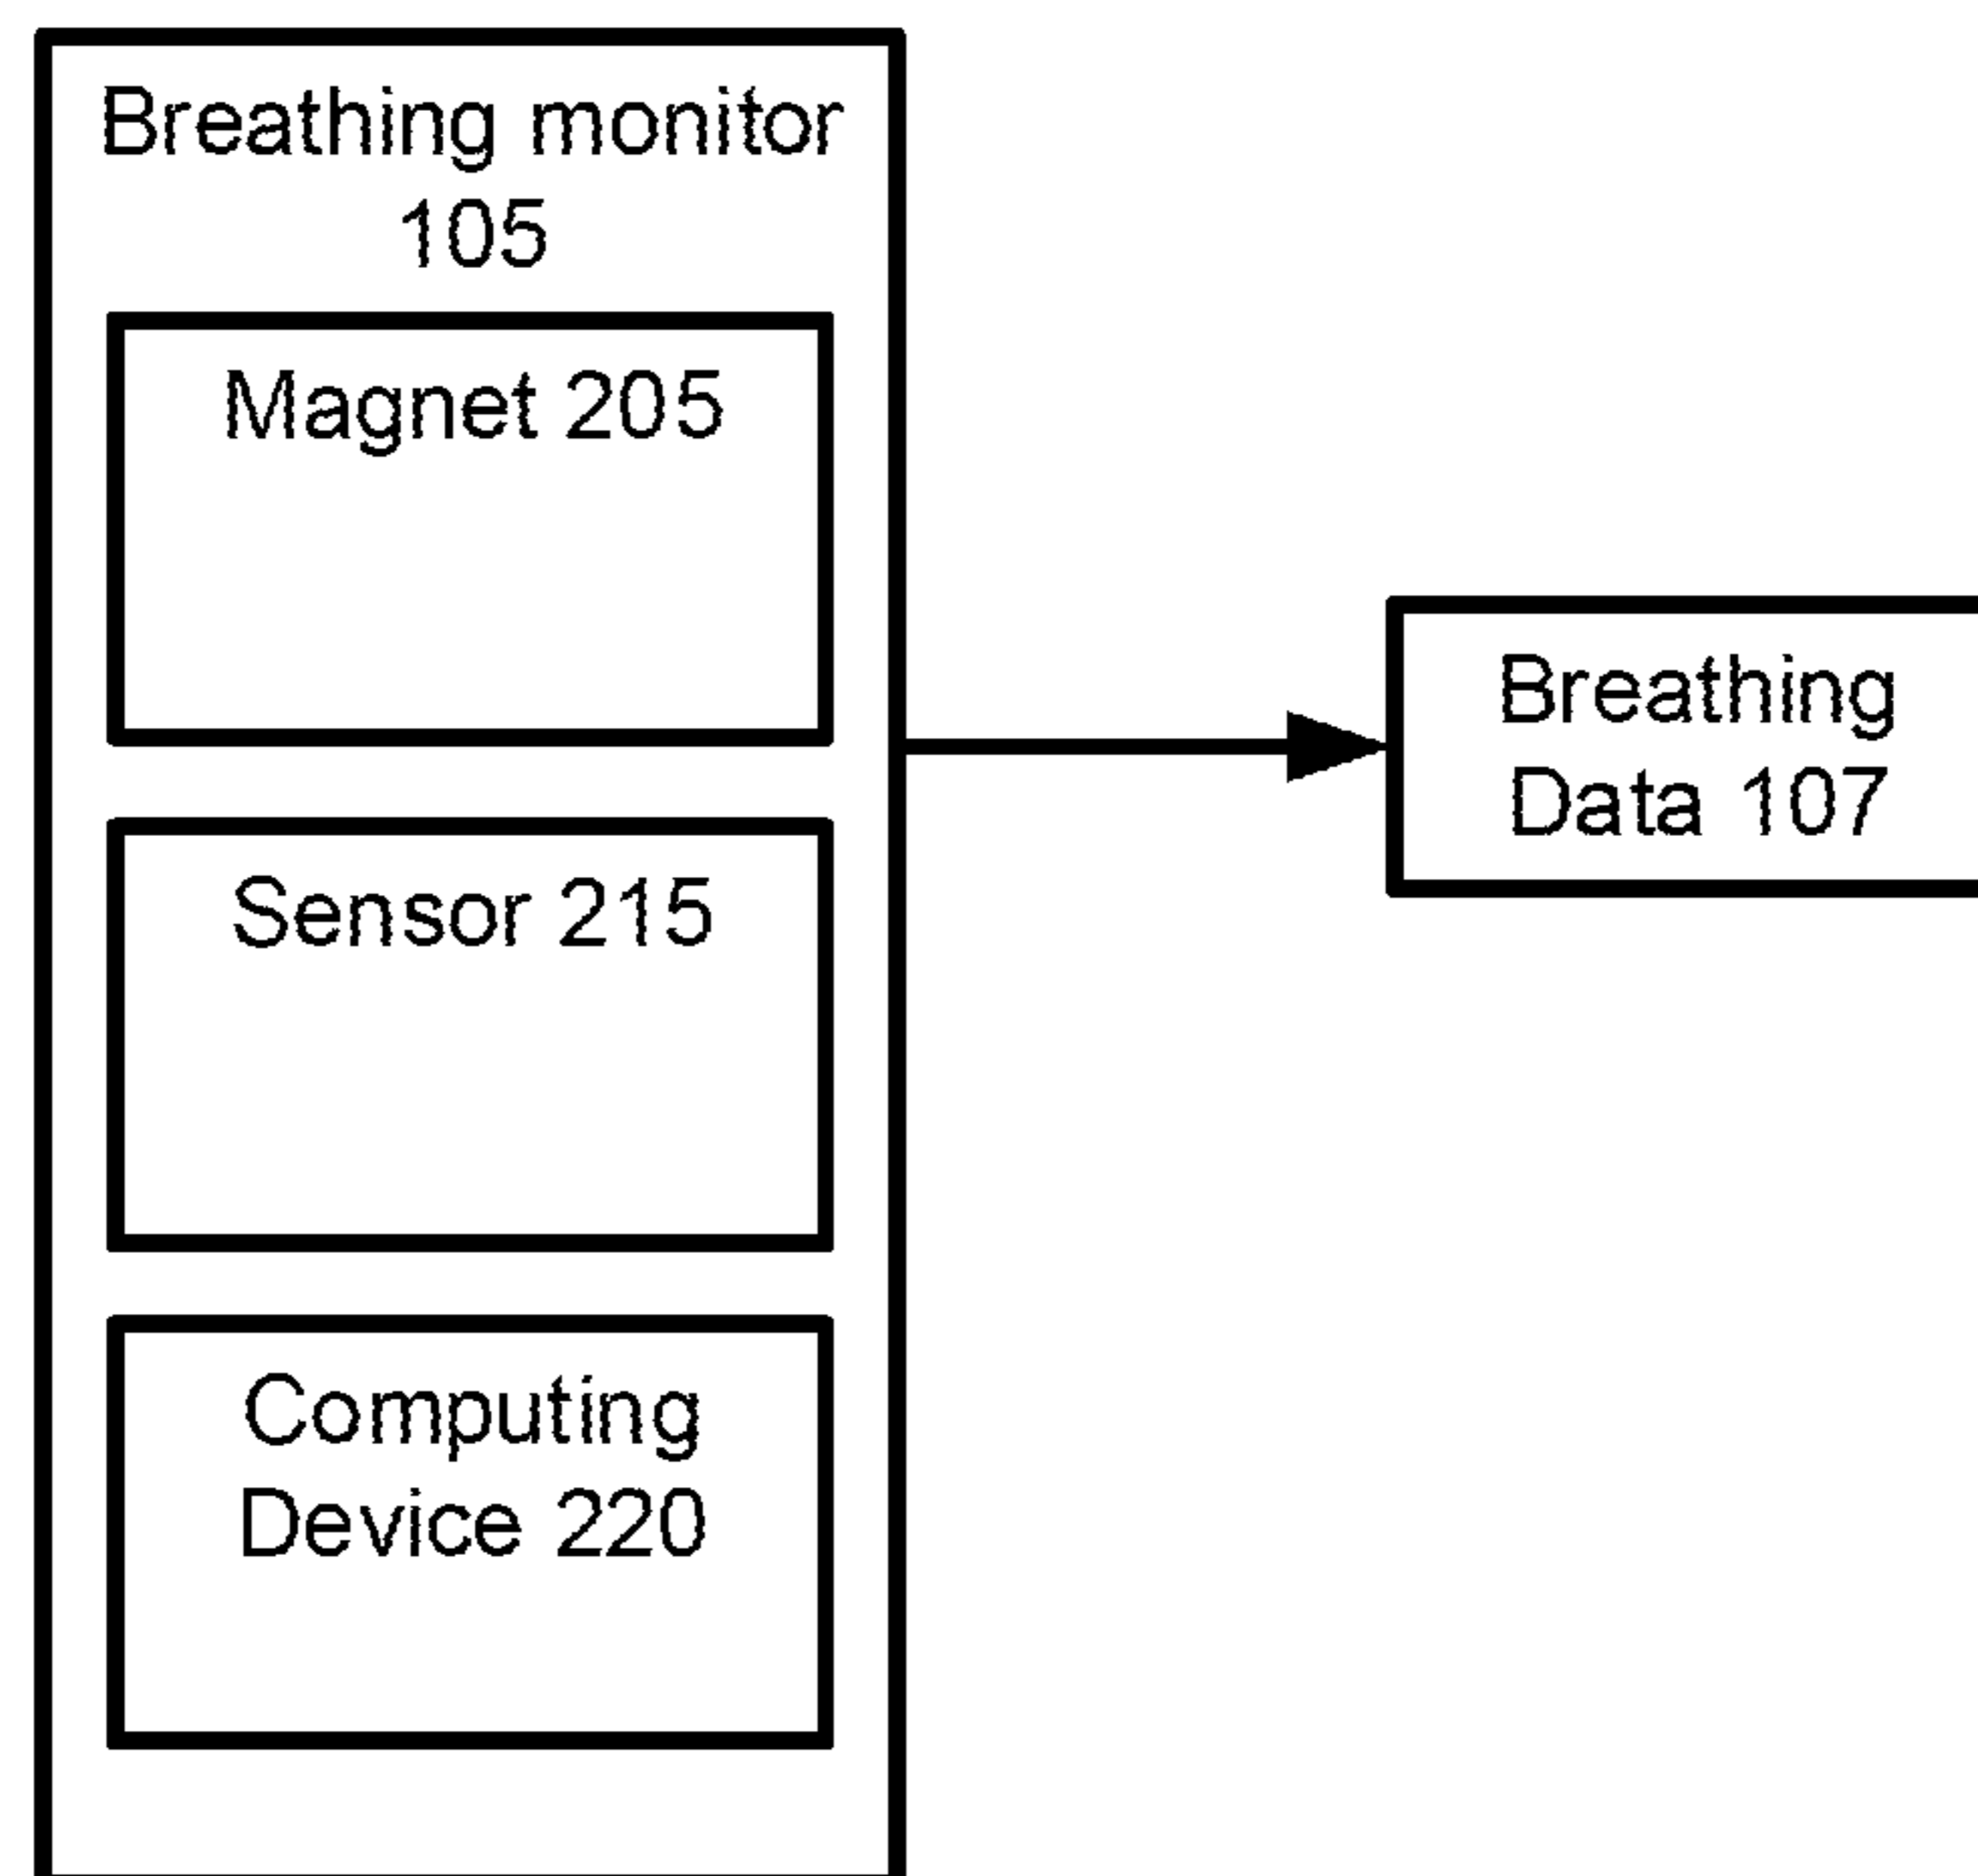 Breathing monitor
105
Magnet 205
Sensor 215
Computing
Device 220
Breathing
Data 107